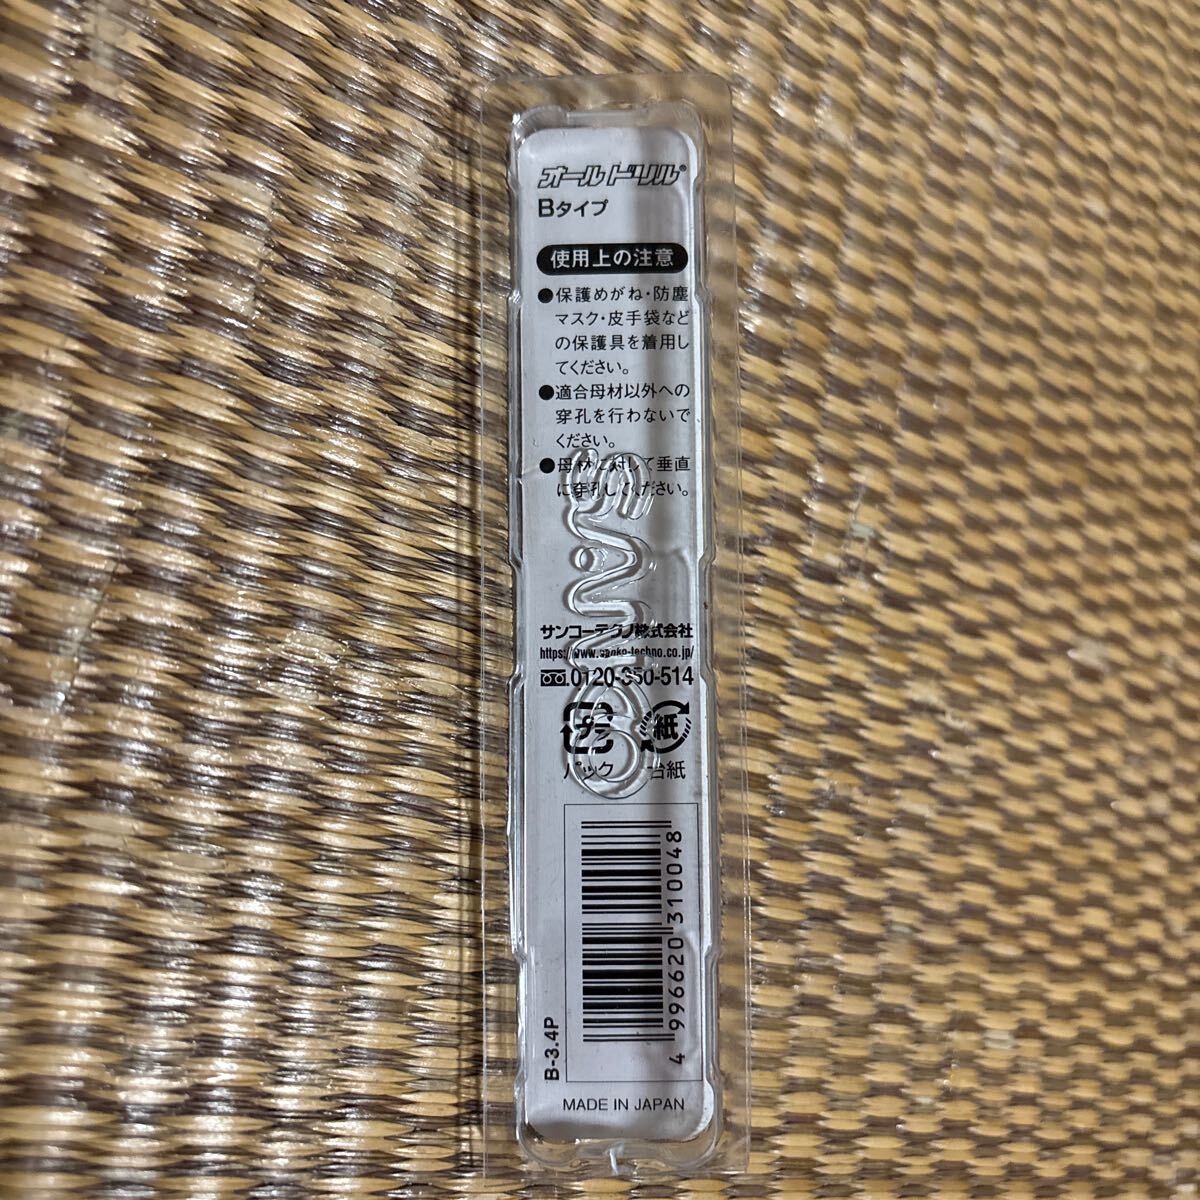 オールドリル®
Bタイプ
使用上の注意
●保護めがね・防塵
マスク・皮手袋など
の保護具を着用し
てください。
●適合母材以外への
穿孔を行わないで
ください。
●母材に対して垂直
に穿孔してください。
SANKO
サンコーテクノ株式会社
https://www.sanko-techno.co.jp/
0120-350-514
プラ 紙
パック 台紙
4 996620 310048
B-3.4P
MADE IN JAPAN